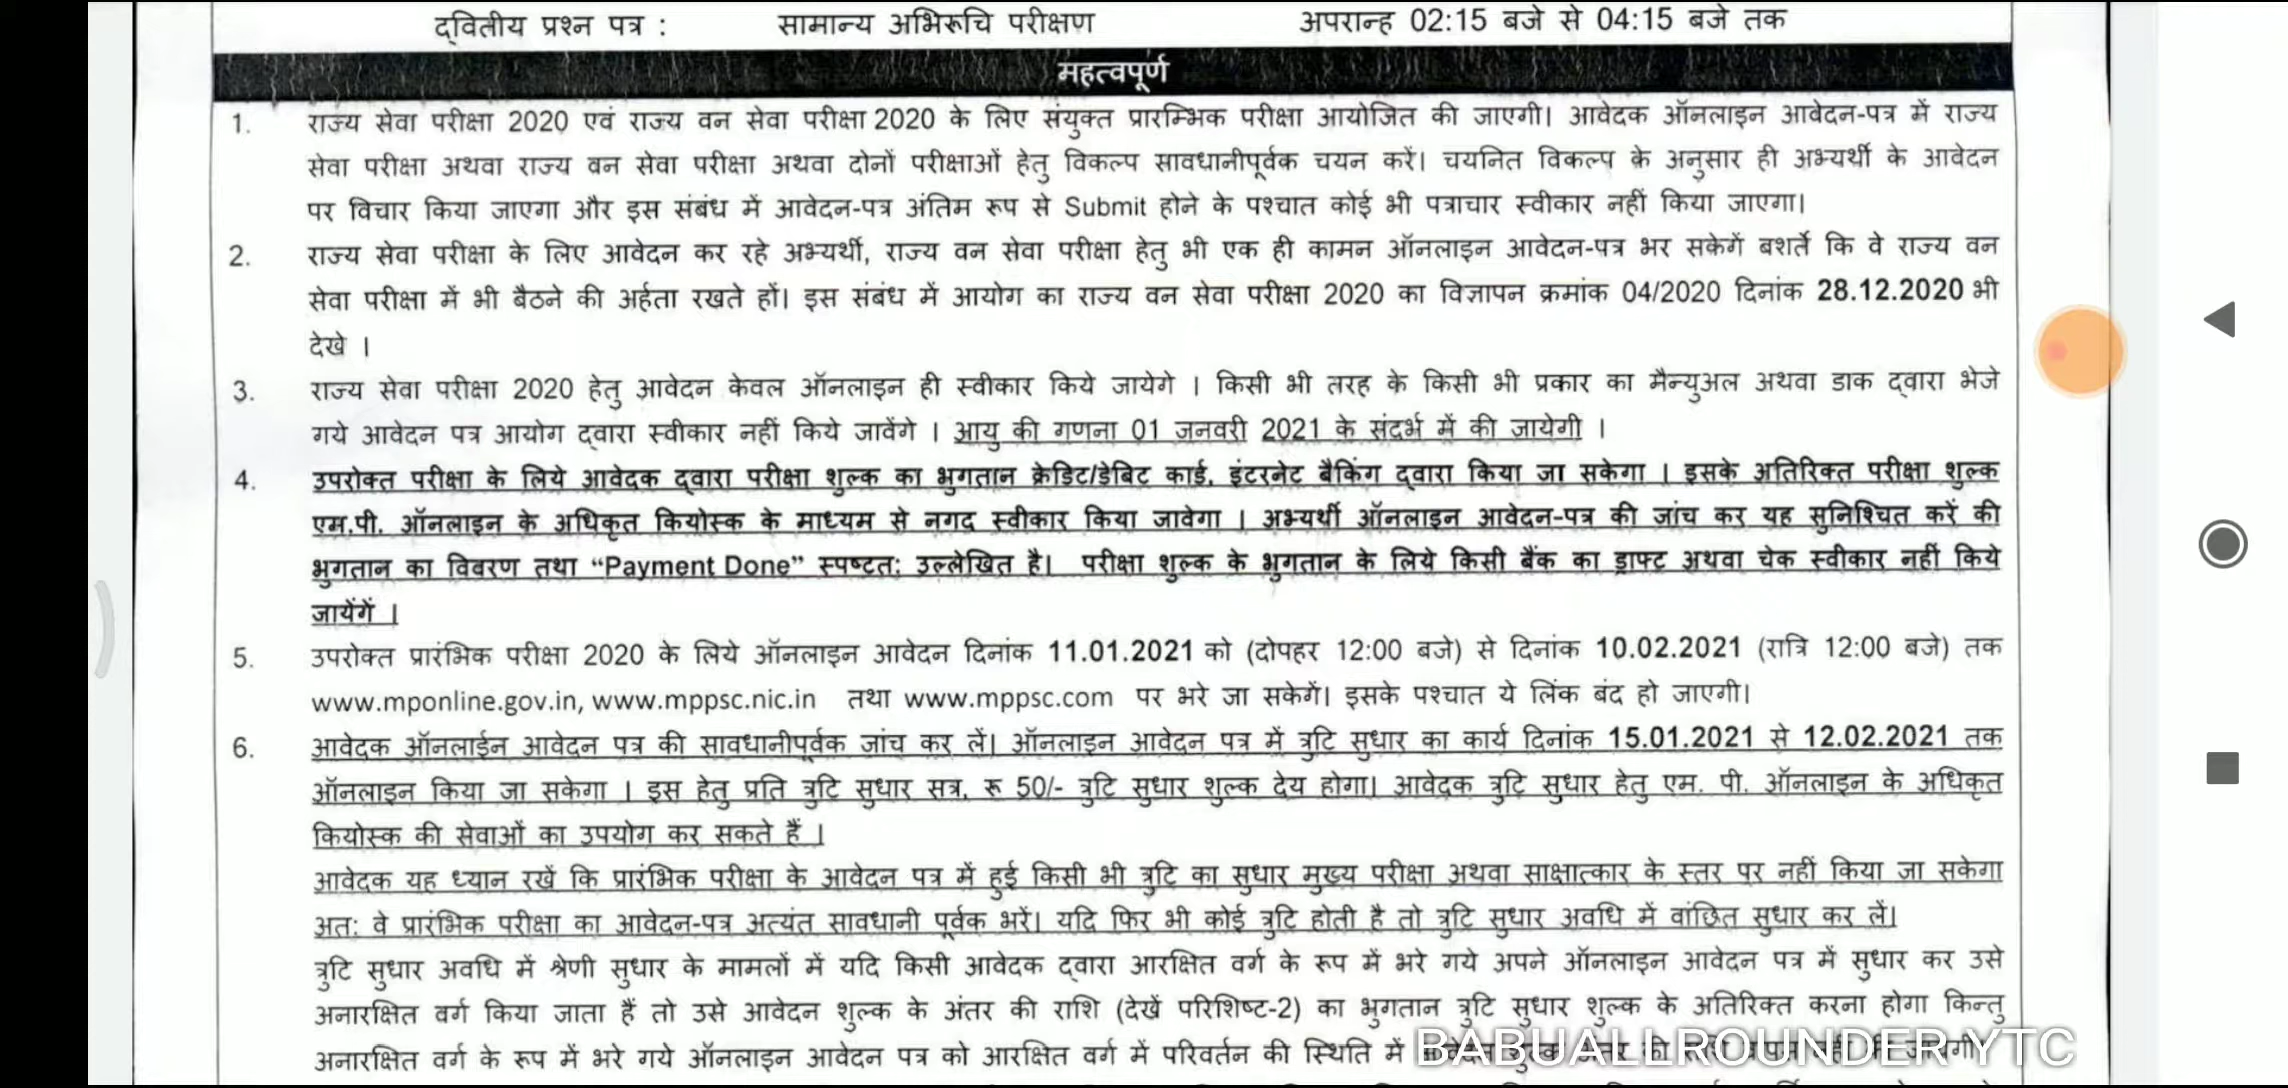 द्वितीय प्रश्न पत्र : सामान्य अभिरूचि परीक्षण अपरान्ह 02:15 बजे से 04:15 बजे तक
महत्वपूर्ण
1. राज्य सेवा परीक्षा 2020 एवं राज्य वन सेवा परीक्षा 2020 के लिए संयुक्त प्रारम्भिक परीक्षा आयोजित की जाएगी। आवेदक ऑनलाइन आवेदन-पत्र में राज्य
सेवा परीक्षा अथवा राज्य वन सेवा परीक्षा अथवा दोनों परीक्षाओं हेतु विकल्प सावधानीपूर्वक चयन करें। चयनित विकल्प के अनुसार ही अभ्यर्थी के आवेदन
पर विचार किया जाएगा और इस संबंध में आवेदन-पत्र अंतिम रूप से Submit होने के पश्चात कोई भी पत्राचार स्वीकार नहीं किया जाएगा।
2. राज्य सेवा परीक्षा के लिए आवेदन कर रहे अभ्यर्थी, राज्य वन सेवा परीक्षा हेतु भी एक ही कामन ऑनलाइन आवेदन-पत्र भर सकेगें बशर्ते कि वे राज्य वन
सेवा परीक्षा में भी बैठने की अर्हता रखते हों। इस संबंध में आयोग का राज्य वन सेवा परीक्षा 2020 का विज्ञापन क्रमांक 04/2020 दिनांक 28.12.2020 भी
देखे ।
3. राज्य सेवा परीक्षा 2020 हेतु आवेदन केवल ऑनलाइन ही स्वीकार किये जायेगे । किसी भी तरह के किसी भी प्रकार का मैन्युअल अथवा डाक द्वारा भेजे
गये आवेदन पत्र आयोग द्वारा स्वीकार नहीं किये जावेंगे । आयु की गणना 01 जनवरी 2021 के संदर्भ में की जायेगी ।
4. उपरोक्त परीक्षा के लिये आवेदक द्वारा परीक्षा शुल्क का भुगतान क्रेडिट/डेबिट कार्ड, इंटरनेट बैकिंग द्वारा किया जा सकेगा । इसके अतिरिक्त परीक्षा शुल्क
एम.पी. ऑनलाइन के अधिकृत कियोस्क के माध्यम से नगद स्वीकार किया जावेगा । अभ्यर्थी ऑनलाइन आवेदन-पत्र की जांच कर यह सुनिश्चित करें की
भुगतान का विवरण तथा “Payment Done” स्पष्टत: उल्लेखित है। परीक्षा शुल्क के भुगतान के लिये किसी बैंक का ड्राफ्ट अथवा चेक स्वीकार नहीं किये
जायेंगें ।
5. उपरोक्त प्रारंभिक परीक्षा 2020 के लिये ऑनलाइन आवेदन दिनांक 11.01.2021 को (दोपहर 12:00 बजे) से दिनांक 10.02.2021 (रात्रि 12:00 बजे) तक
www.mponline.gov.in, www.mppsc.nic.in तथा www.mppsc.com पर भरे जा सकेगें। इसके पश्चात ये लिंक बंद हो जाएगी।
6. आवेदक ऑनलाईन आवेदन पत्र की सावधानीपूर्वक जांच कर लें। ऑनलाइन आवेदन पत्र में त्रुटि सुधार का कार्य दिनांक 15.01.2021 से 12.02.2021 तक
ऑनलाइन किया जा सकेगा । इस हेतु प्रति त्रुटि सुधार सत्र, रू 50/- त्रुटि सुधार शुल्क देय होगा। आवेदक त्रुटि सुधार हेतु एम. पी. ऑनलाइन के अधिकृत
कियोस्क की सेवाओं का उपयोग कर सकते हैं ।
आवेदक यह ध्यान रखें कि प्रारंभिक परीक्षा के आवेदन पत्र में हुई किसी भी त्रुटि का सुधार मुख्य परीक्षा अथवा साक्षात्कार के स्तर पर नहीं किया जा सकेगा
अत: वे प्रारंभिक परीक्षा का आवेदन-पत्र अत्यंत सावधानी पूर्वक भरें। यदि फिर भी कोई त्रुटि होती है तो त्रुटि सुधार अवधि में वांछित सुधार कर लें।
त्रुटि सुधार अवधि में श्रेणी सुधार के मामलों में यदि किसी आवेदक द्वारा आरक्षित वर्ग के रूप में भरे गये अपने ऑनलाइन आवेदन पत्र में सुधार कर उसे
अनारक्षित वर्ग किया जाता हैं तो उसे आवेदन शुल्क के अंतर की राशि (देखें परिशिष्ट-2) का भुगतान त्रुटि सुधार शुल्क के अतिरिक्त करना होगा किन्तु
अनारक्षित वर्ग के रूप में भरे गये ऑनलाइन आवेदन पत्र को आरक्षित वर्ग में परिवर्तन की स्थिति में
BABUALLROUNDER YTC